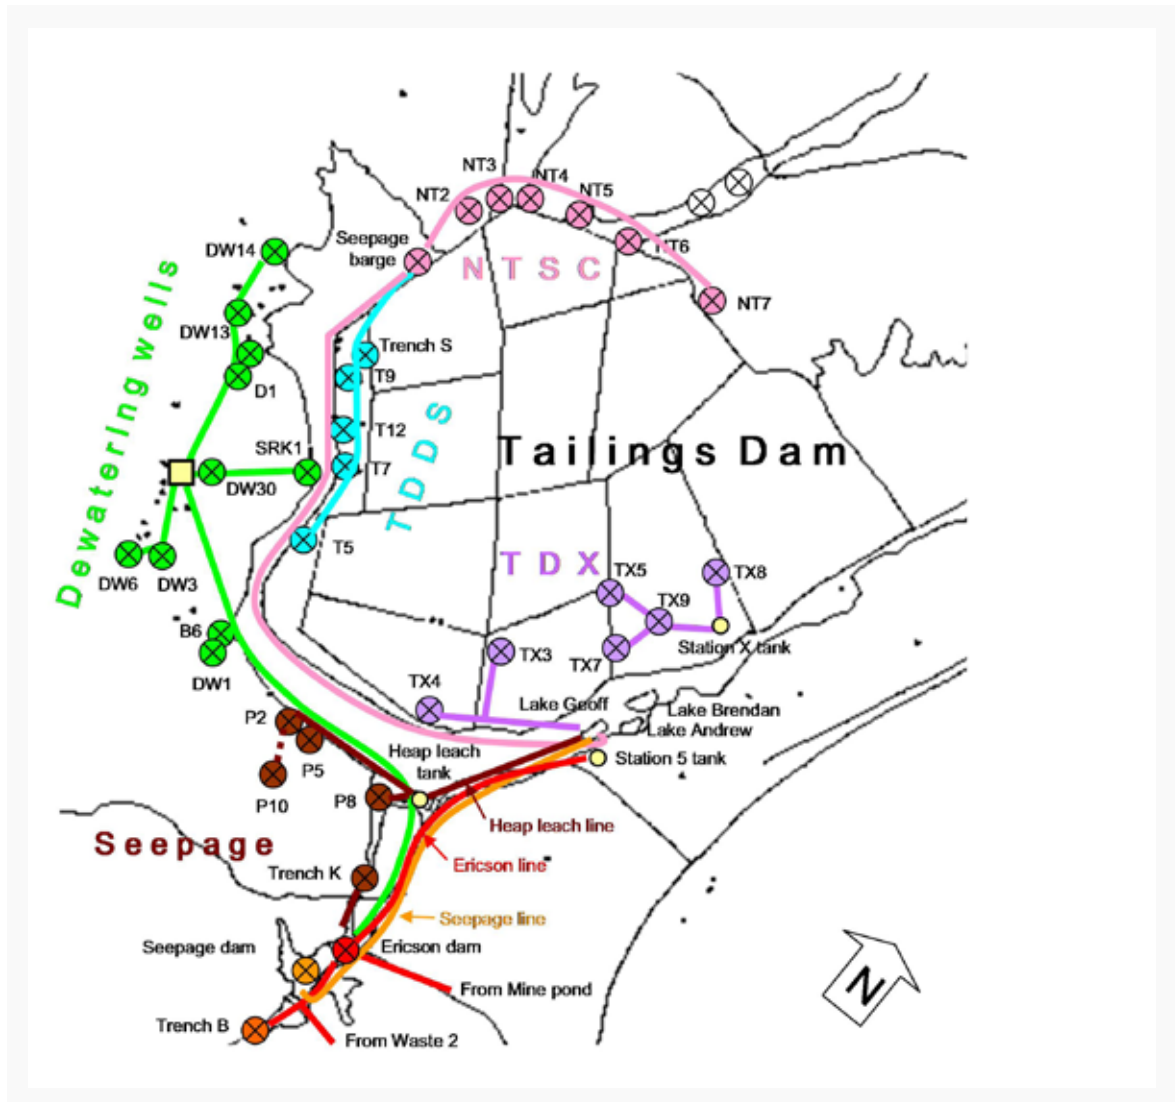 NT3
NT4
NT2
NT5
Seepage
barge
NT6
DW14
N T S C
NT7
DW13
Trench S
T9
D1
Dewatering wells
T12
T D D S
Tailings Dam
SRK1
T7
DW30
T5
T D X
TX5
TX8
DW6
DW3
TX9
B6
Station X tank
TX3
TX7
DW1
TX4
Lake Geoff
Lake Brendan
P2
Lake Andrew
Heap leach
tank
Station 5 tank
P5
P10
P8
Heap leach line
Seepage
Ericson line
Trench K
Seepage line
Seepage dam
Ericson dam
From Mine pond
N
Trench B
From Waste 2